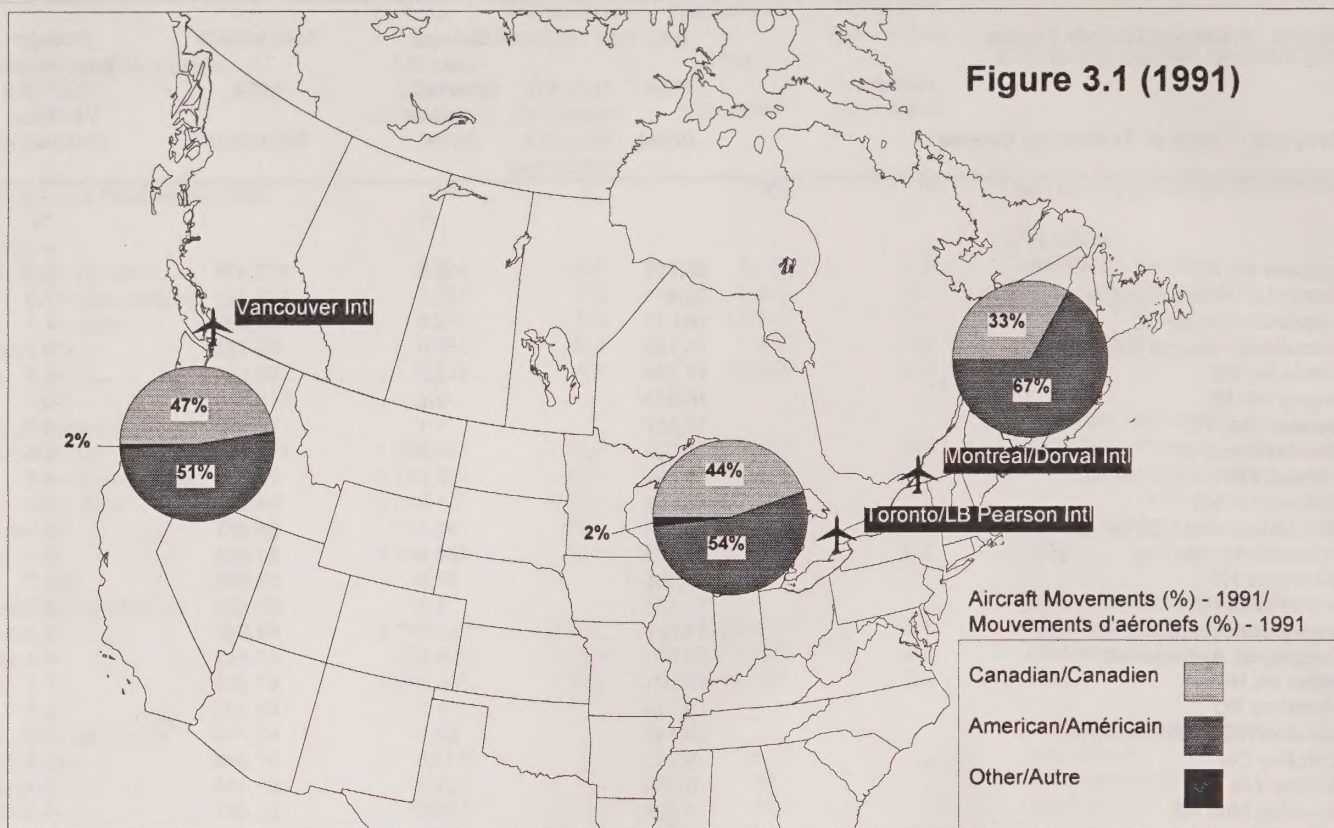 Figure 3.1 (1991)
Vancouver Intl
47%
2%
51%
33%
67%
Montréal/Dorval Intl
44%
2%
54%
Toronto/LB Pearson Intl
Aircraft Movements (%) - 1991/
Mouvements d'aéronefs (%) - 1991
Canadian/Canadien
American/Américain
Other/Autre